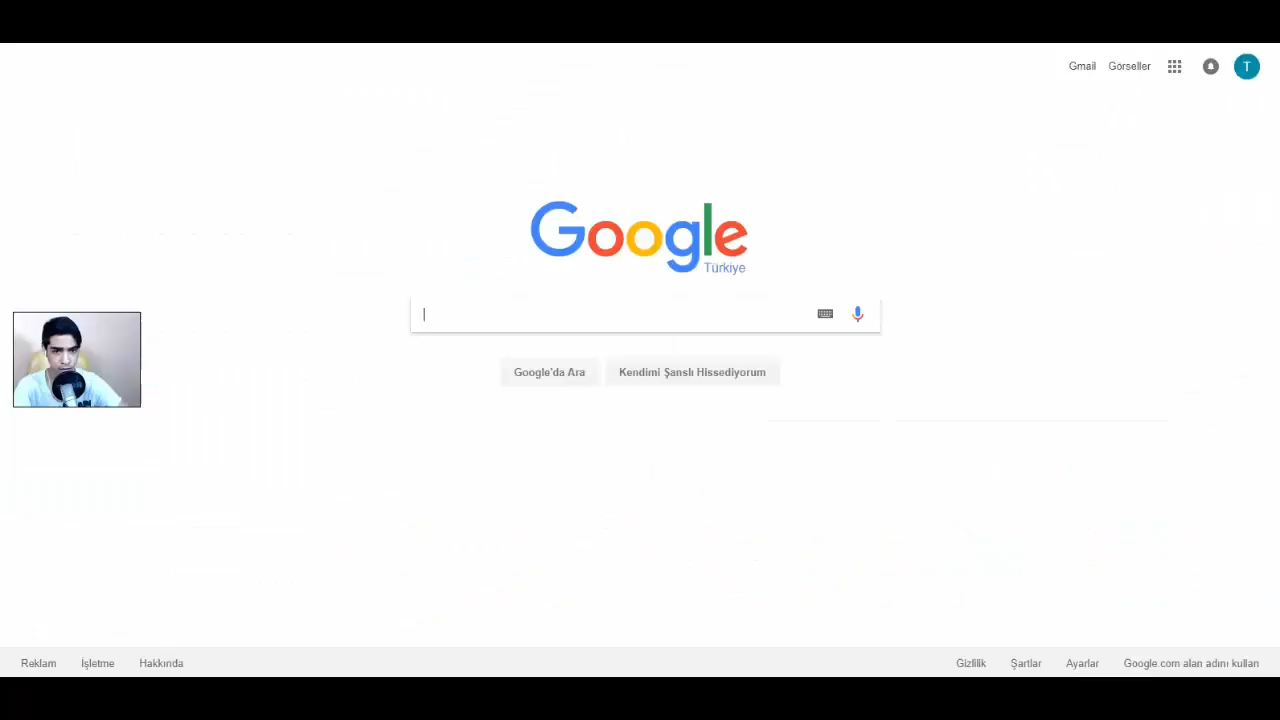 Gmail Görseller T
Google
Türkiye
Google'da Ara Kendimi Şanslı Hissediyorum
Reklam İşletme Hakkında Gizlilik Şartlar Ayarlar Google.com alan adını kullan